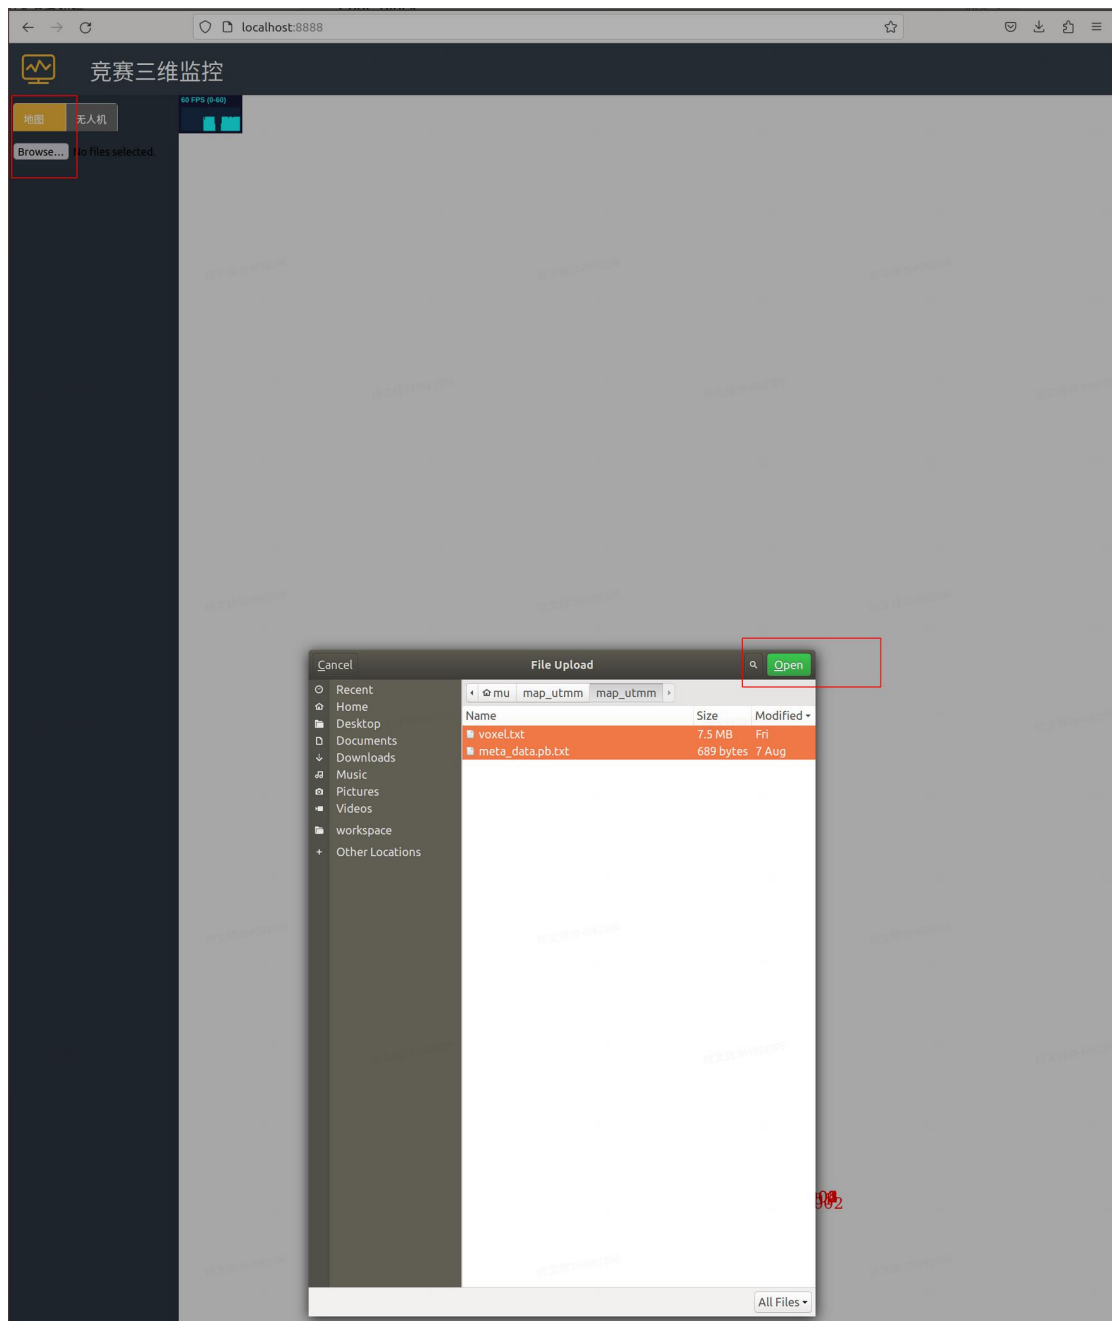 localhost:8888
竞赛三维监控
60 FPS (0-60)
地图 无人机
Browse... No files selected.
Cancel File Upload Open
Recent
Home
Desktop
Documents
Downloads
Music
Pictures
Videos
workspace
Other Locations
mu map_utmm map_utmm
Name Size Modified
voxel.txt 7.5 MB Fri
meta_data.pb.txt 689 bytes 7 Aug
All Files